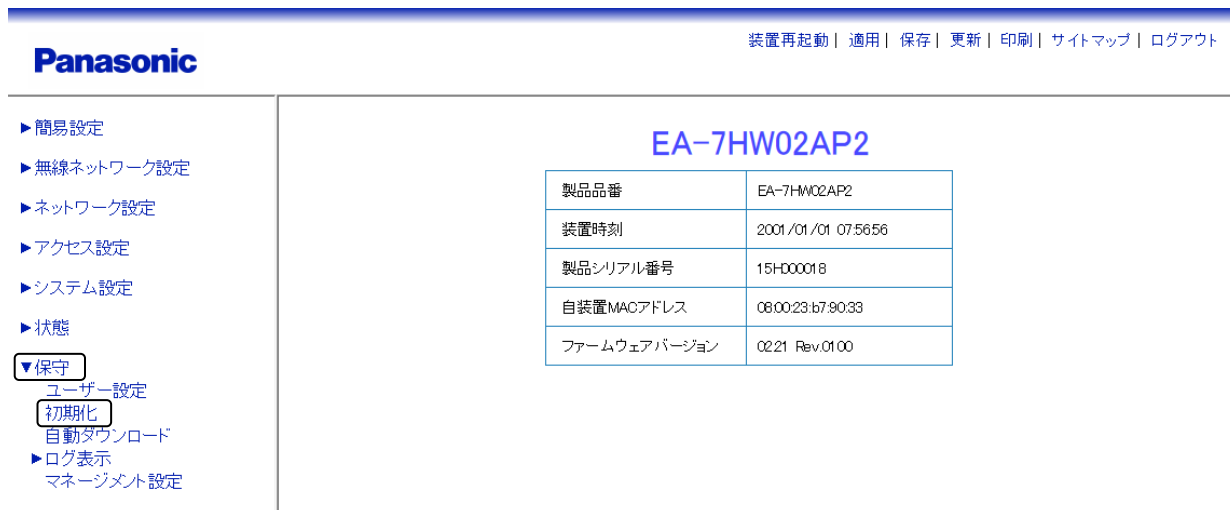 装置再起動| 適用| 保存| 更新| 印刷| サイトマップ| ログアウト
Panasonic
►簡易設定
►無線ネットワーク設定
►ネットワーク設定
►アクセス設定
►システム設定
►状態
▼保守
ユーザー設定
初期化
自動ダウンロード
►ログ表示
マネージメント設定
EA-7HW02AP2
製品品番 EA-7HW02AP2
装置時刻 2001/01/01 07:56:56
製品シリアル番号 15HD00018
自装置MACアドレス 08:00:23:b7:90:33
ファームウェアバージョン 02.21 Rev.01.00